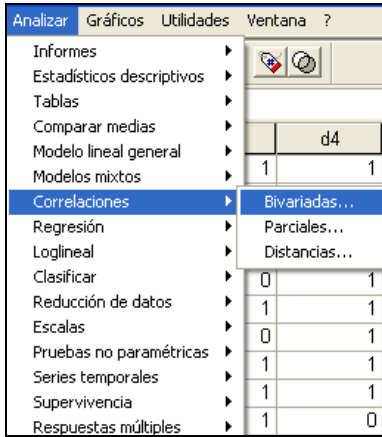 Analizar Gráficos Utilidades Ventana ?
Informes
Estadísticos descriptivos
Tablas
Comparar medias
d4
Modelo lineal general
Modelos mixtos
1 1
Correlaciones
Bivariadas...
Regresión
Parciales...
Loglineal
Distancias...
Clasificar
0 1
Reducción de datos
1 1
Escalas
0 1
Pruebas no paramétricas
1 1
Series temporales
1 1
Supervivencia
Respuestas múltiples
1 0